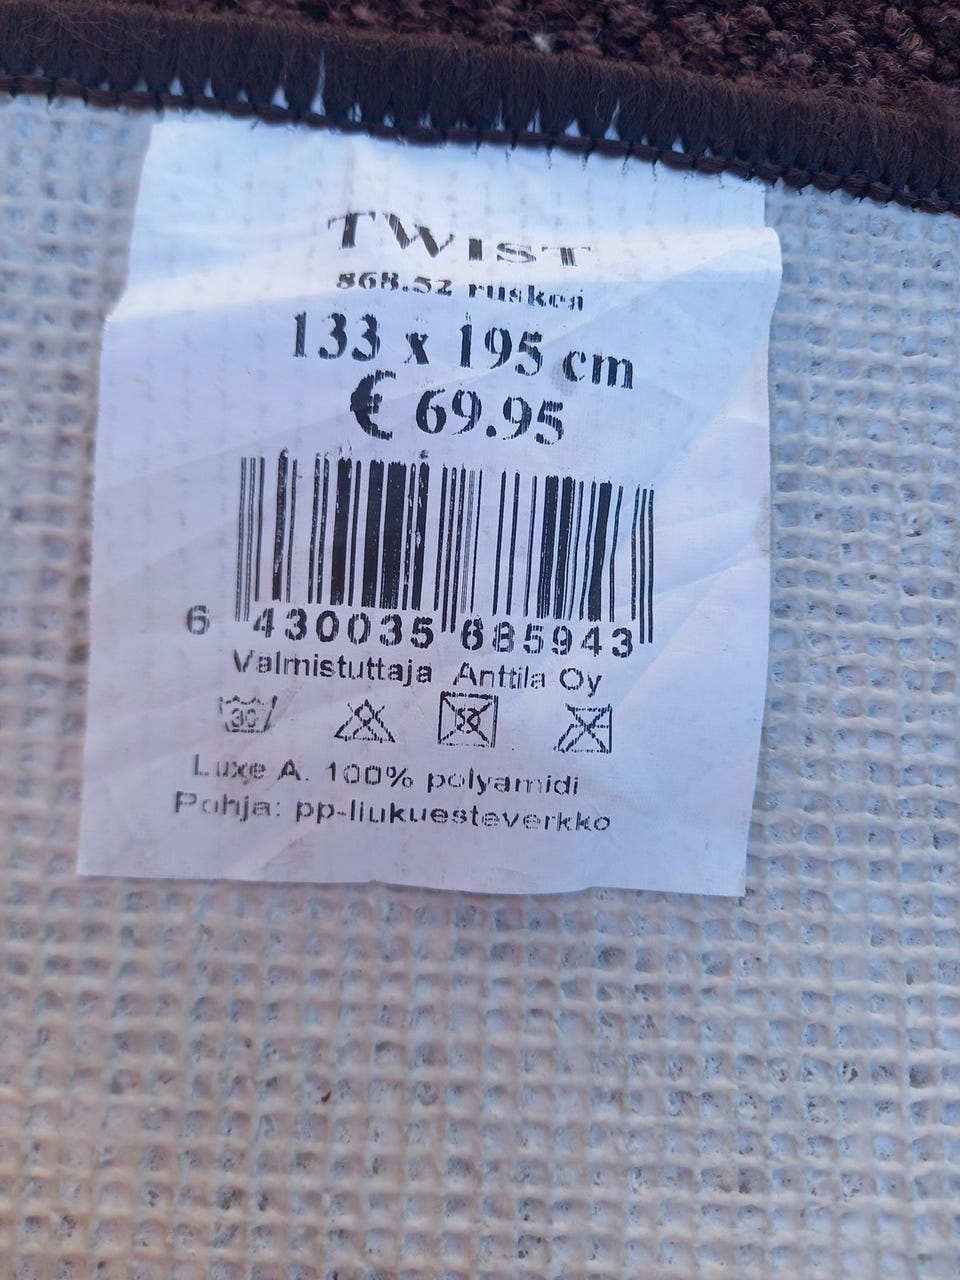 TWIST
868.52 ruskea
133 x 195 cm
€ 69.95
6 430035 685943
Valmistuttaja Anttila Oy
30
Luxe A. 100% polyamidi
Pohja: pp-liukuesteverkko